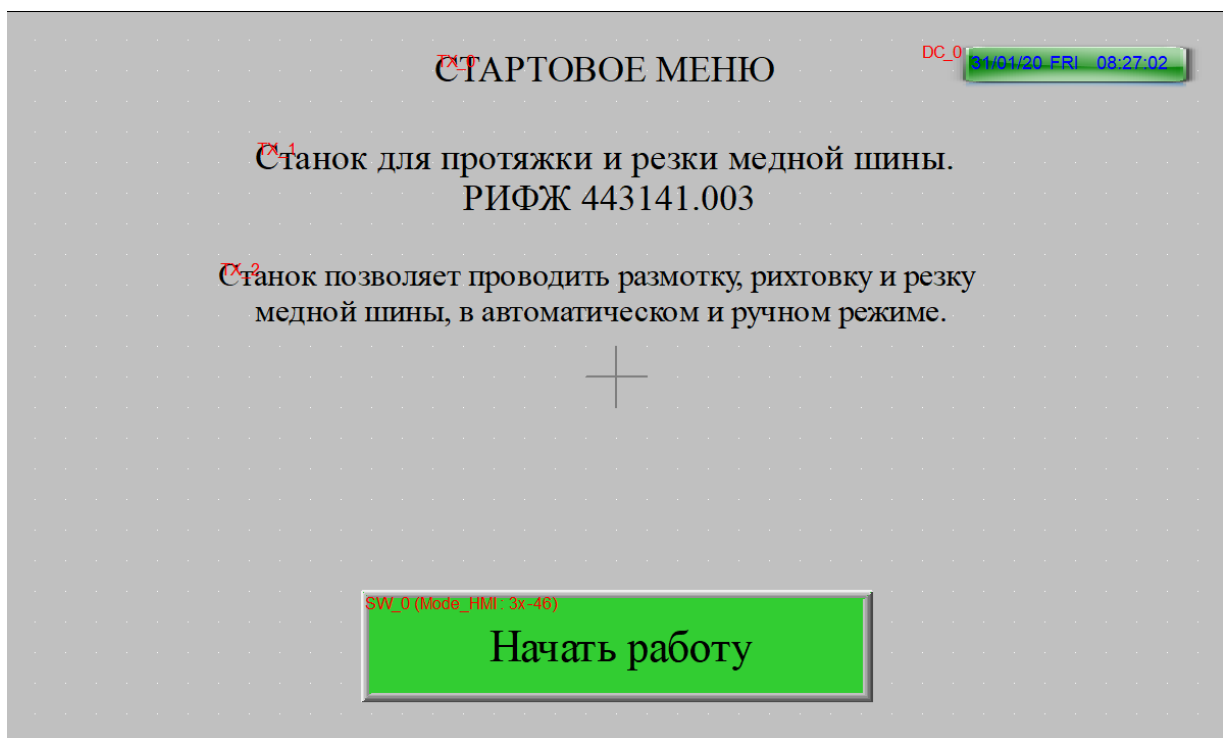 TX_0
СТАРТОВОЕ МЕНЮ
DC_0
31/01/20 FRI 08:27:02
TX_1
Станок для протяжки и резки медной шины.
РИФЖ 443141.003
TX_2
Станок позволяет проводить размотку, рихтовку и резку
медной шины, в автоматическом и ручном режиме.
SW_0 (Mode_HMI : 3x-46)
Начать работу